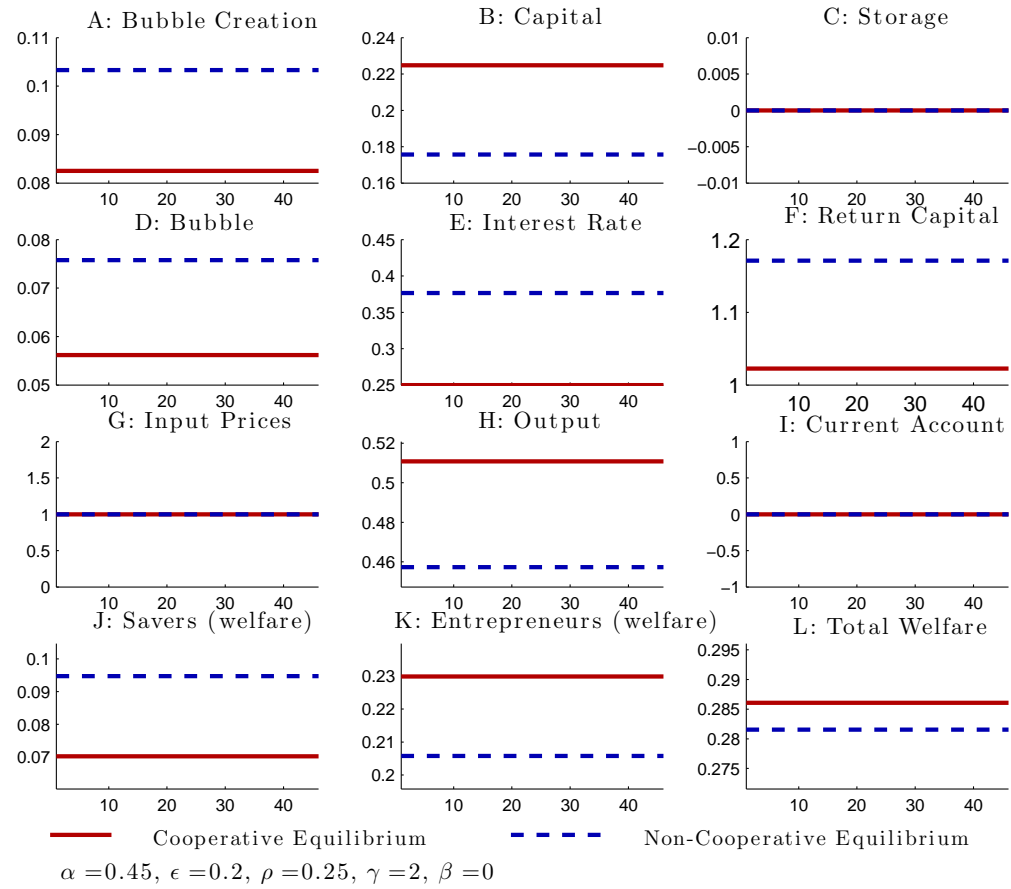 A: Bubble Creation
0.11
0.1
0.09
0.08
10 20 30 40
B: Capital
0.24
0.22
0.2
0.18
0.16
10 20 30 40
C: Storage
0.01
0.005
0
−0.005
−0.01
10 20 30 40
D: Bubble
0.08
0.07
0.06
0.05
10 20 30 40
E: Interest Rate
0.45
0.4
0.35
0.3
0.25
10 20 30 40
F: Return Capital
1.2
1.1
1
10 20 30 40
G: Input Prices
2
1.5
1
0.5
0
10 20 30 40
H: Output
0.52
0.5
0.48
0.46
10 20 30 40
I: Current Account
1
0.5
0
−0.5
−1
10 20 30 40
J: Savers (welfare)
0.1
0.09
0.08
0.07
10 20 30 40
K: Entrepreneurs (welfare)
0.23
0.22
0.21
0.2
10 20 30 40
L: Total Welfare
0.295
0.29
0.285
0.28
0.275
10 20 30 40
Cooperative Equilibrium
Non-Cooperative Equilibrium
α =0.45, ϵ =0.2, ρ =0.25, γ =2, β =0